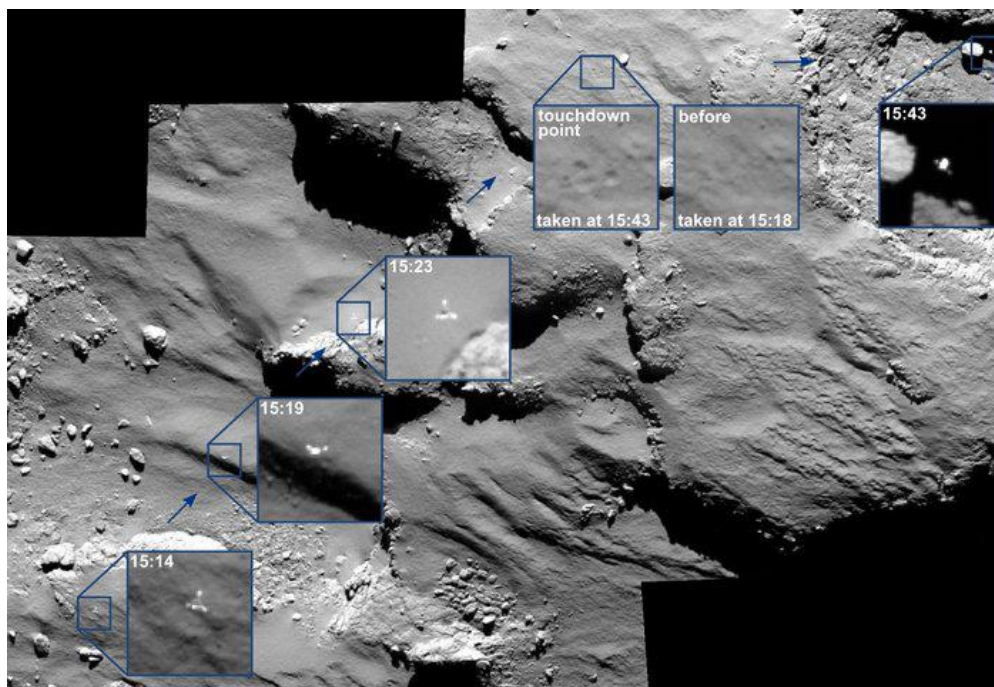 touchdown
point
taken at 15:43
before
taken at 15:18
15:43
15:23
15:19
15:14